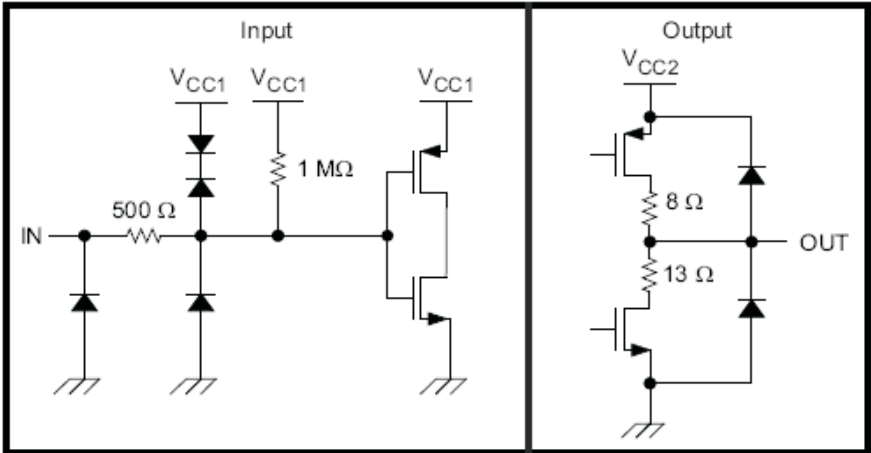 Input
Output
VCC1
VCC1
VCC1
VCC2
1 MΩ
500 Ω
IN
8 Ω
OUT
13 Ω